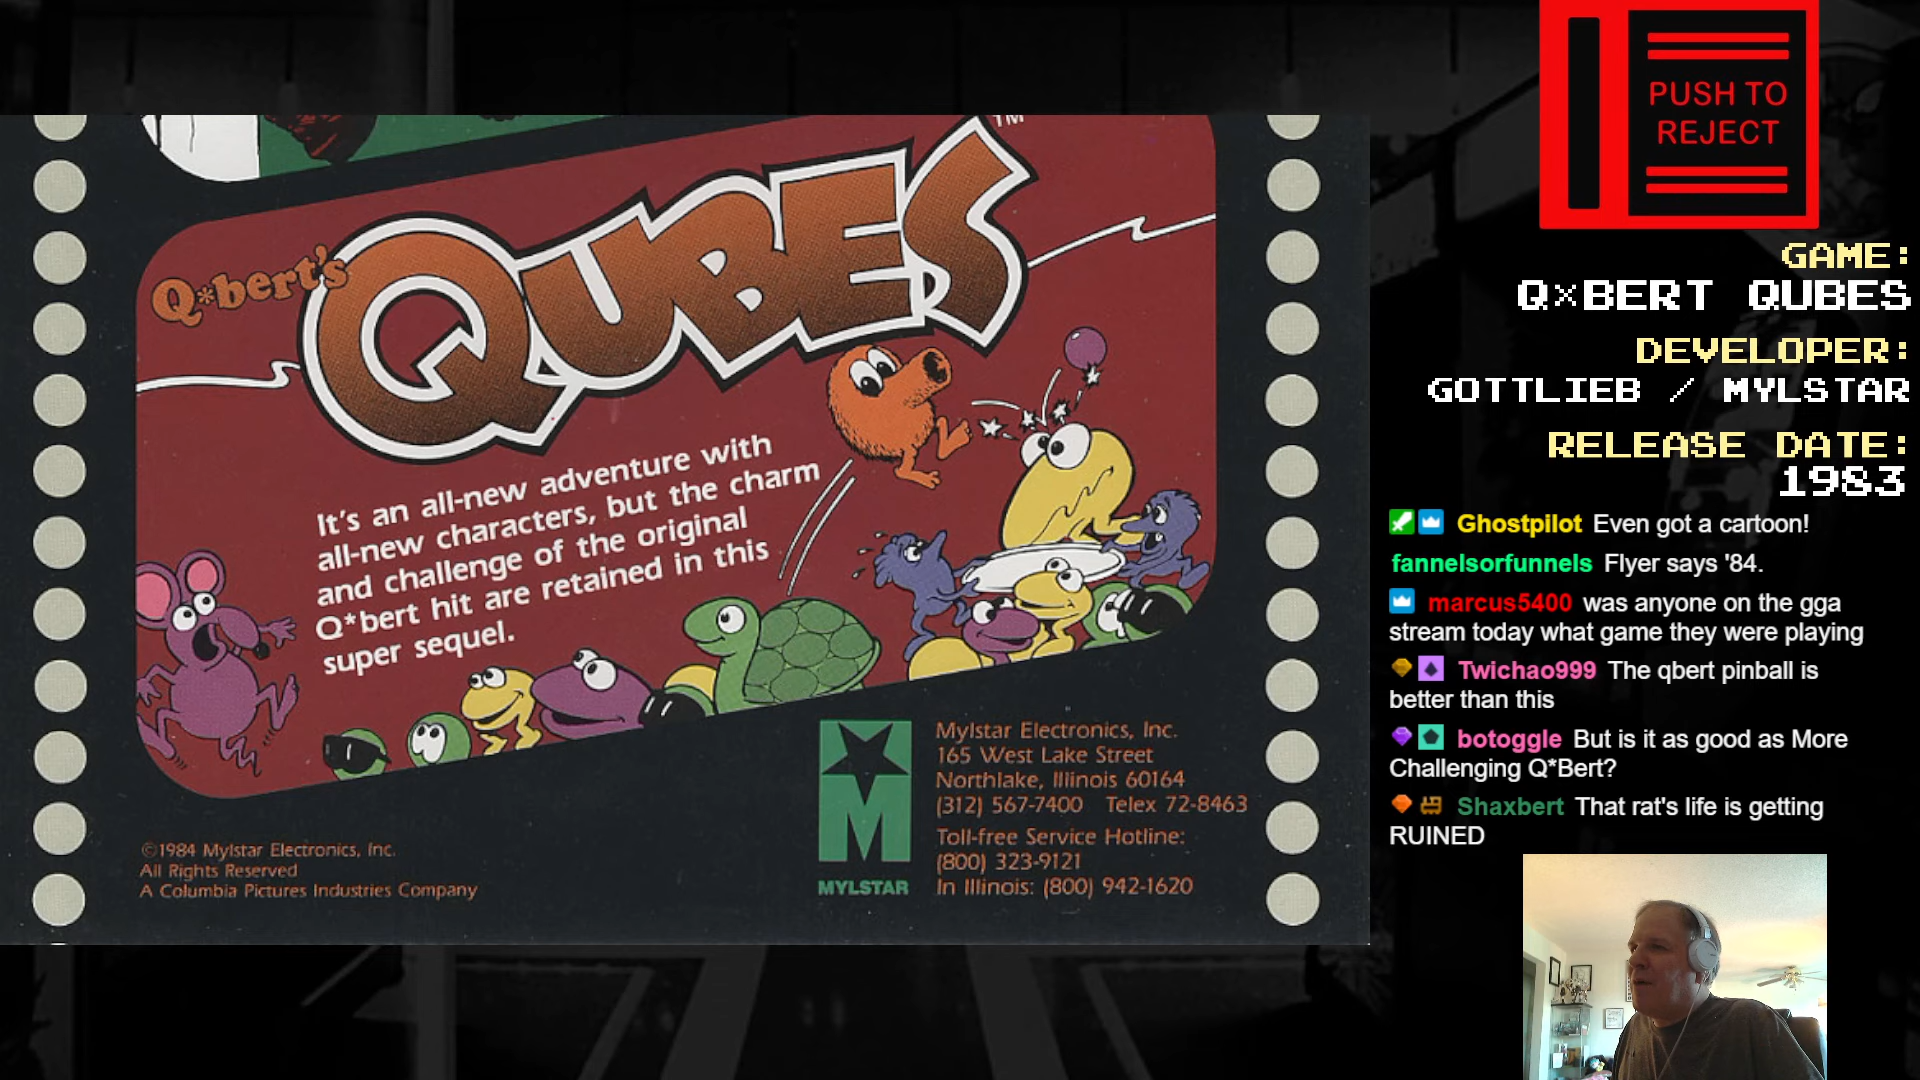 TM
Q*bert's
QUBES
It's an all-new adventure with
all-new characters, but the charm
and challenge of the original
Q*bert hit are retained in this
super sequel.
©1984 Mylstar Electronics, Inc.
All Rights Reserved
A Columbia Pictures Industries Company
M
MYLSTAR
Mylstar Electronics, Inc.
165 West Lake Street
Northlake, Illinois 60164
(312) 567-7400 Telex 72-8463
Toll-free Service Hotline:
(800) 323-9121
In Illinois: (800) 942-1620
PUSH TO
REJECT
GAME:
Q×BERT QUBES
DEVELOPER:
GOTTLIEB / MYLSTAR
RELEASE DATE:
1983
Ghostpilot Even got a cartoon!
fannelsorfunnels Flyer says '84.
marcus5400 was anyone on the gga
stream today what game they were playing
Twichao999 The qbert pinball is
better than this
botoggle But is it as good as More
Challenging Q*Bert?
Shaxbert That rat's life is getting
RUINED